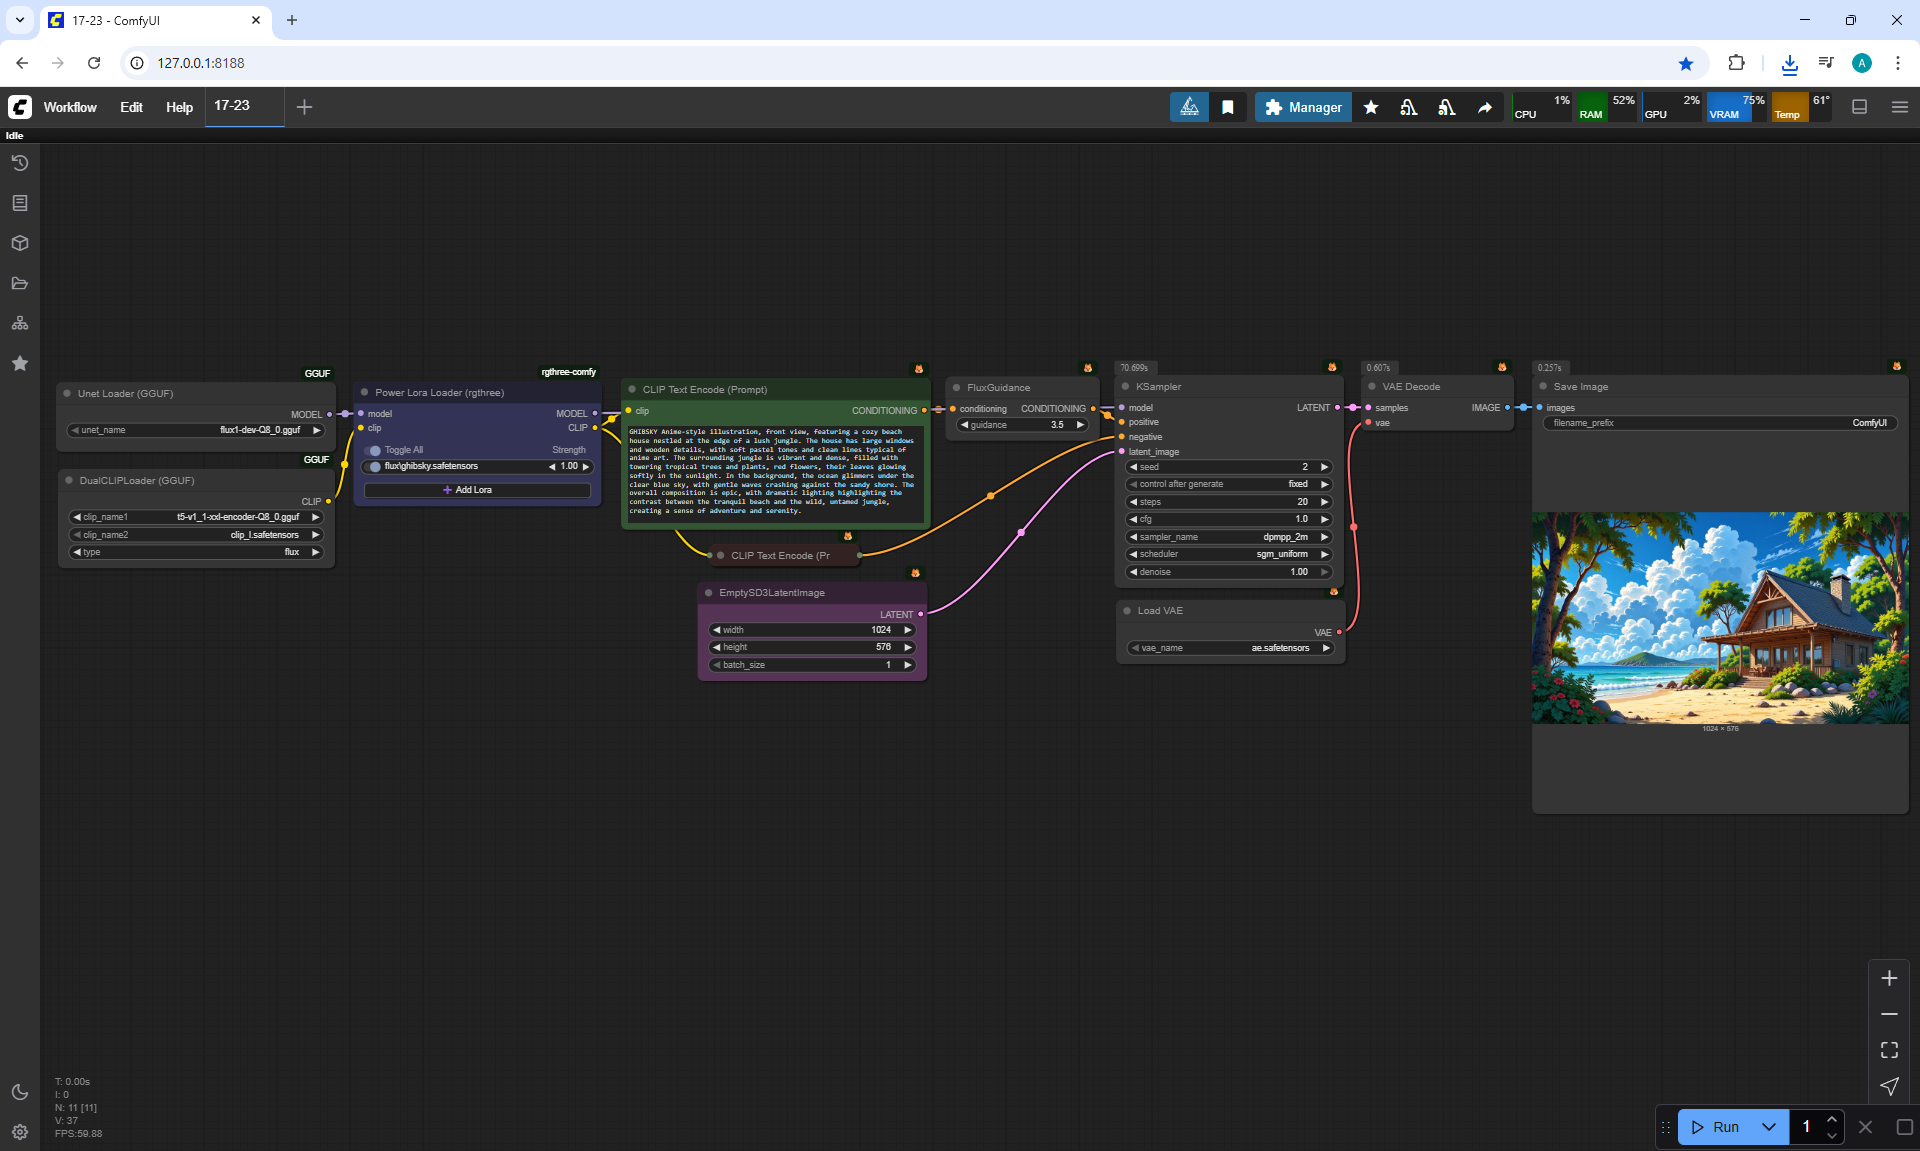 17-23 - ComfyUI
127.0.0.1:8188
Workflow Edit Help 17-23
Manager
CPU 1% RAM 52% GPU 2% VRAM 75% Temp 61°
Idle
GGUF
Unet Loader (GGUF)
MODEL
unet_name flux1-dev-Q8_0.gguf
GGUF
DualCLIPLoader (GGUF)
CLIP
clip_name1 t5-v1_1-xxl-encoder-Q8_0.gguf
clip_name2 clip_l.safetensors
type flux
rgthree-comfy
Power Lora Loader (rgthree)
model MODEL
clip CLIP
Toggle All Strength
flux\ghibsky.safetensors 1.00
Add Lora
CLIP Text Encode (Prompt)
clip CONDITIONING
GHIBSKY Anime-style illustration, front view, featuring a cozy beach
house nestled at the edge of a lush jungle. The house has large windows
and wooden details, with soft pastel tones and clean lines typical of
anime art. The surrounding jungle is vibrant and dense, filled with
towering tropical trees and plants, red flowers, their leaves glowing
softly in the sunlight. In the background, the ocean glimmers under the
clear blue sky, with gentle waves crashing against the sandy shore. The
overall composition is epic, with dramatic lighting highlighting the
contrast between the tranquil beach and the wild, untamed jungle,
creating a sense of adventure and serenity.
CLIP Text Encode (Pr
EmptySD3LatentImage
LATENT
width 1024
height 576
batch_size 1
FluxGuidance
conditioning CONDITIONING
guidance 3.5
70.699s
KSampler
model LATENT
positive
negative
latent_image
seed 2
control after generate fixed
steps 20
cfg 1.0
sampler_name dpmpp_2m
scheduler sgm_uniform
denoise 1.00
Load VAE
VAE
vae_name ae.safetensors
0.607s
VAE Decode
samples IMAGE
vae
0.257s
Save Image
images
filename_prefix ComfyUI
1024 × 576
T: 0.00s
I: 0
N: 11 [11]
V: 37
FPS:59.88
Run 1
A